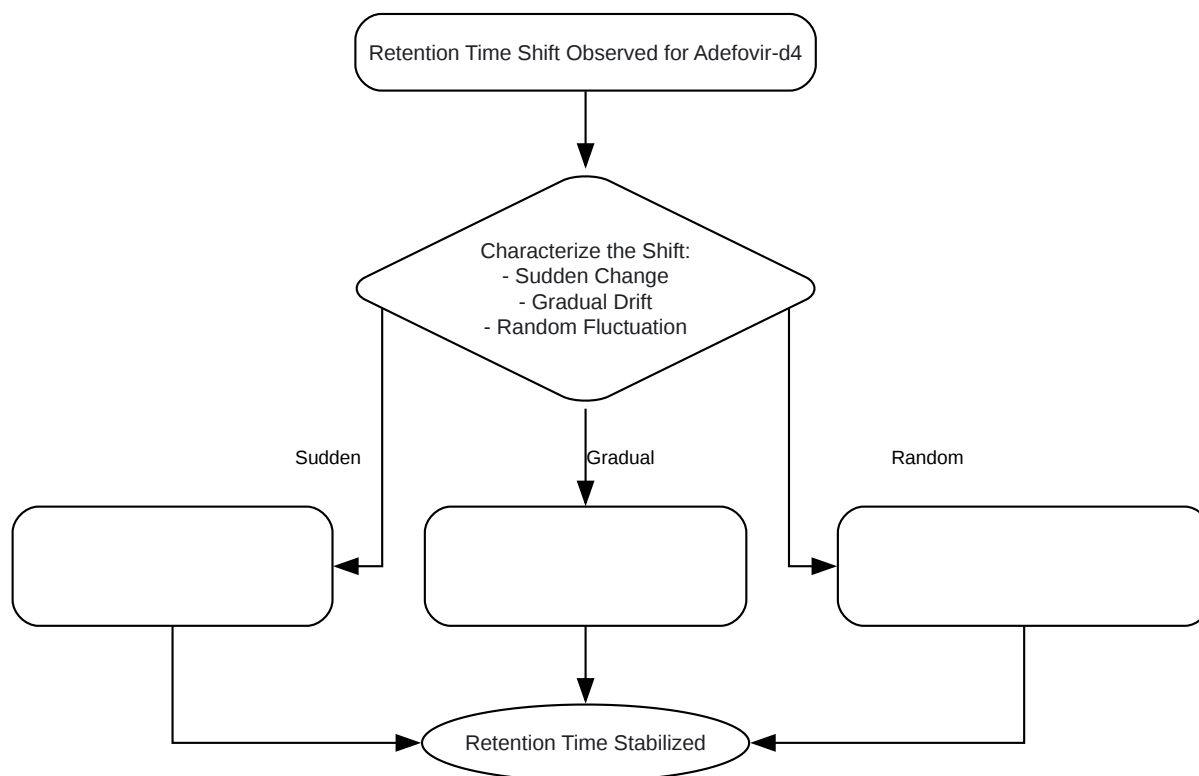 Retention Time Shift Observed for Adefovir-d4
Characterize the Shift:
- Sudden Change
- Gradual Drift
- Random Fluctuation
Sudden
Gradual
Random
Retention Time Stabilized